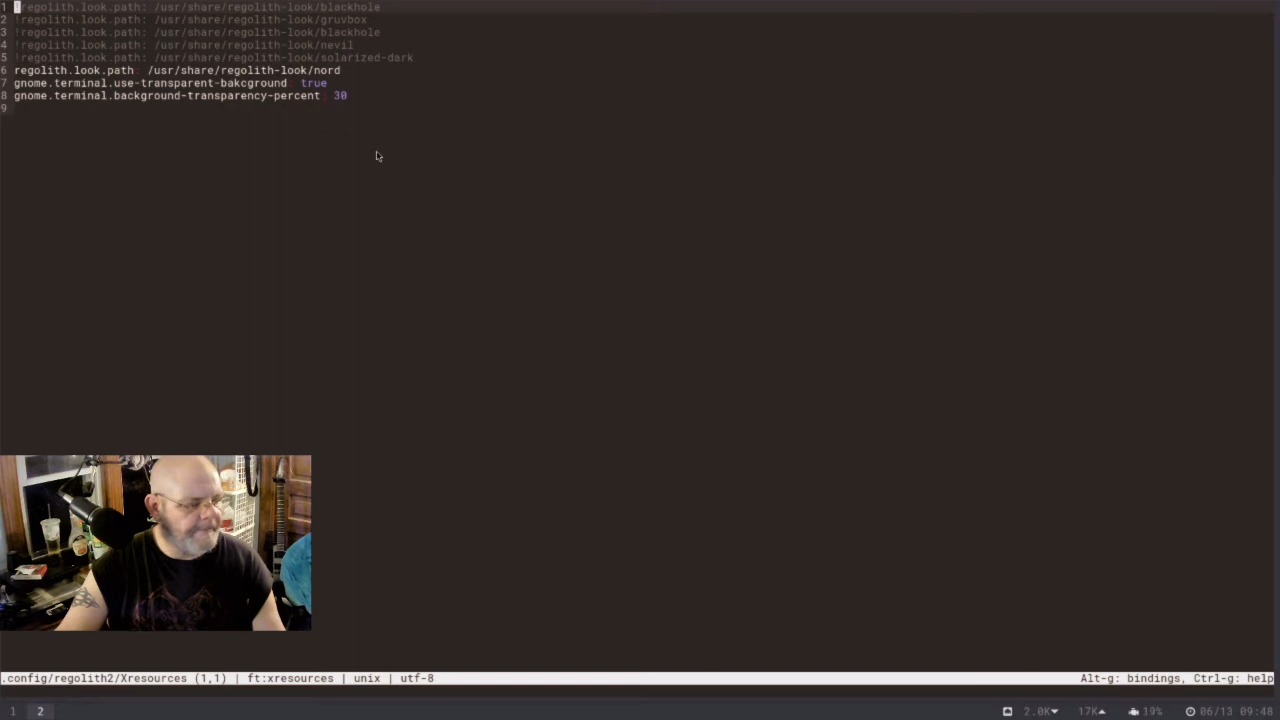 1 !regolith.look.path: /usr/share/regolith-look/blackhole
2 !regolith.look.path: /usr/share/regolith-look/gruvbox
3 !regolith.look.path: /usr/share/regolith-look/blackhole
4 !regolith.look.path: /usr/share/regolith-look/nevil
5 !regolith.look.path: /usr/share/regolith-look/solarized-dark
6 regolith.look.path: /usr/share/regolith-look/nord
7 gnome.terminal.use-transparent-bakcground: true
8 gnome.terminal.background-transparency-percent: 30
9
.config/regolith2/Xresources (1,1) | ft:xresources | unix | utf-8 Alt-g: bindings, Ctrl-g: help
1 2 2.0K 17K 19% 06/13 09:48